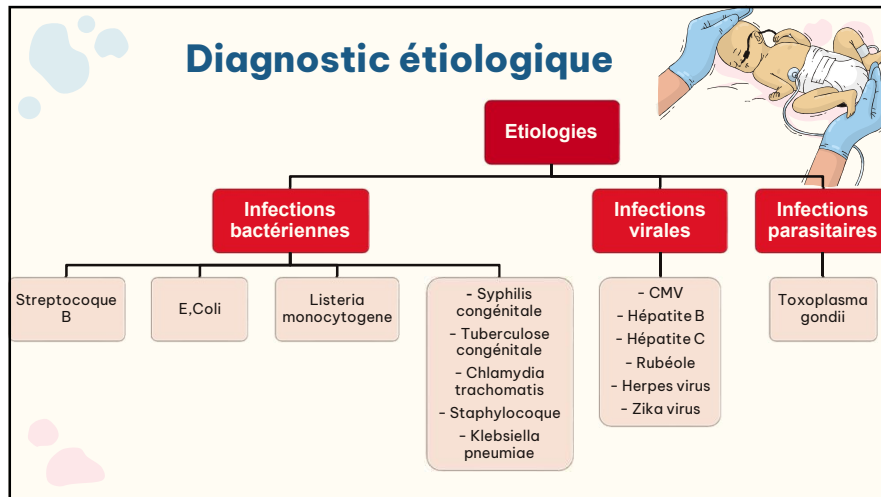 Diagnostic étiologique
Etiologies
Infections
bactériennes
Infections
virales
Infections
parasitaires
Streptocoque
B
E,Coli
Listeria
monocytogene
- Syphilis
congénitale
- Tuberculose
congénitale
- Chlamydia
trachomatis
- Staphylocoque
- Klebsiella
pneumiae
- CMV
- Hépatite B
- Hépatite C
- Rubéole
- Herpes virus
- Zika virus
Toxoplasma
gondii